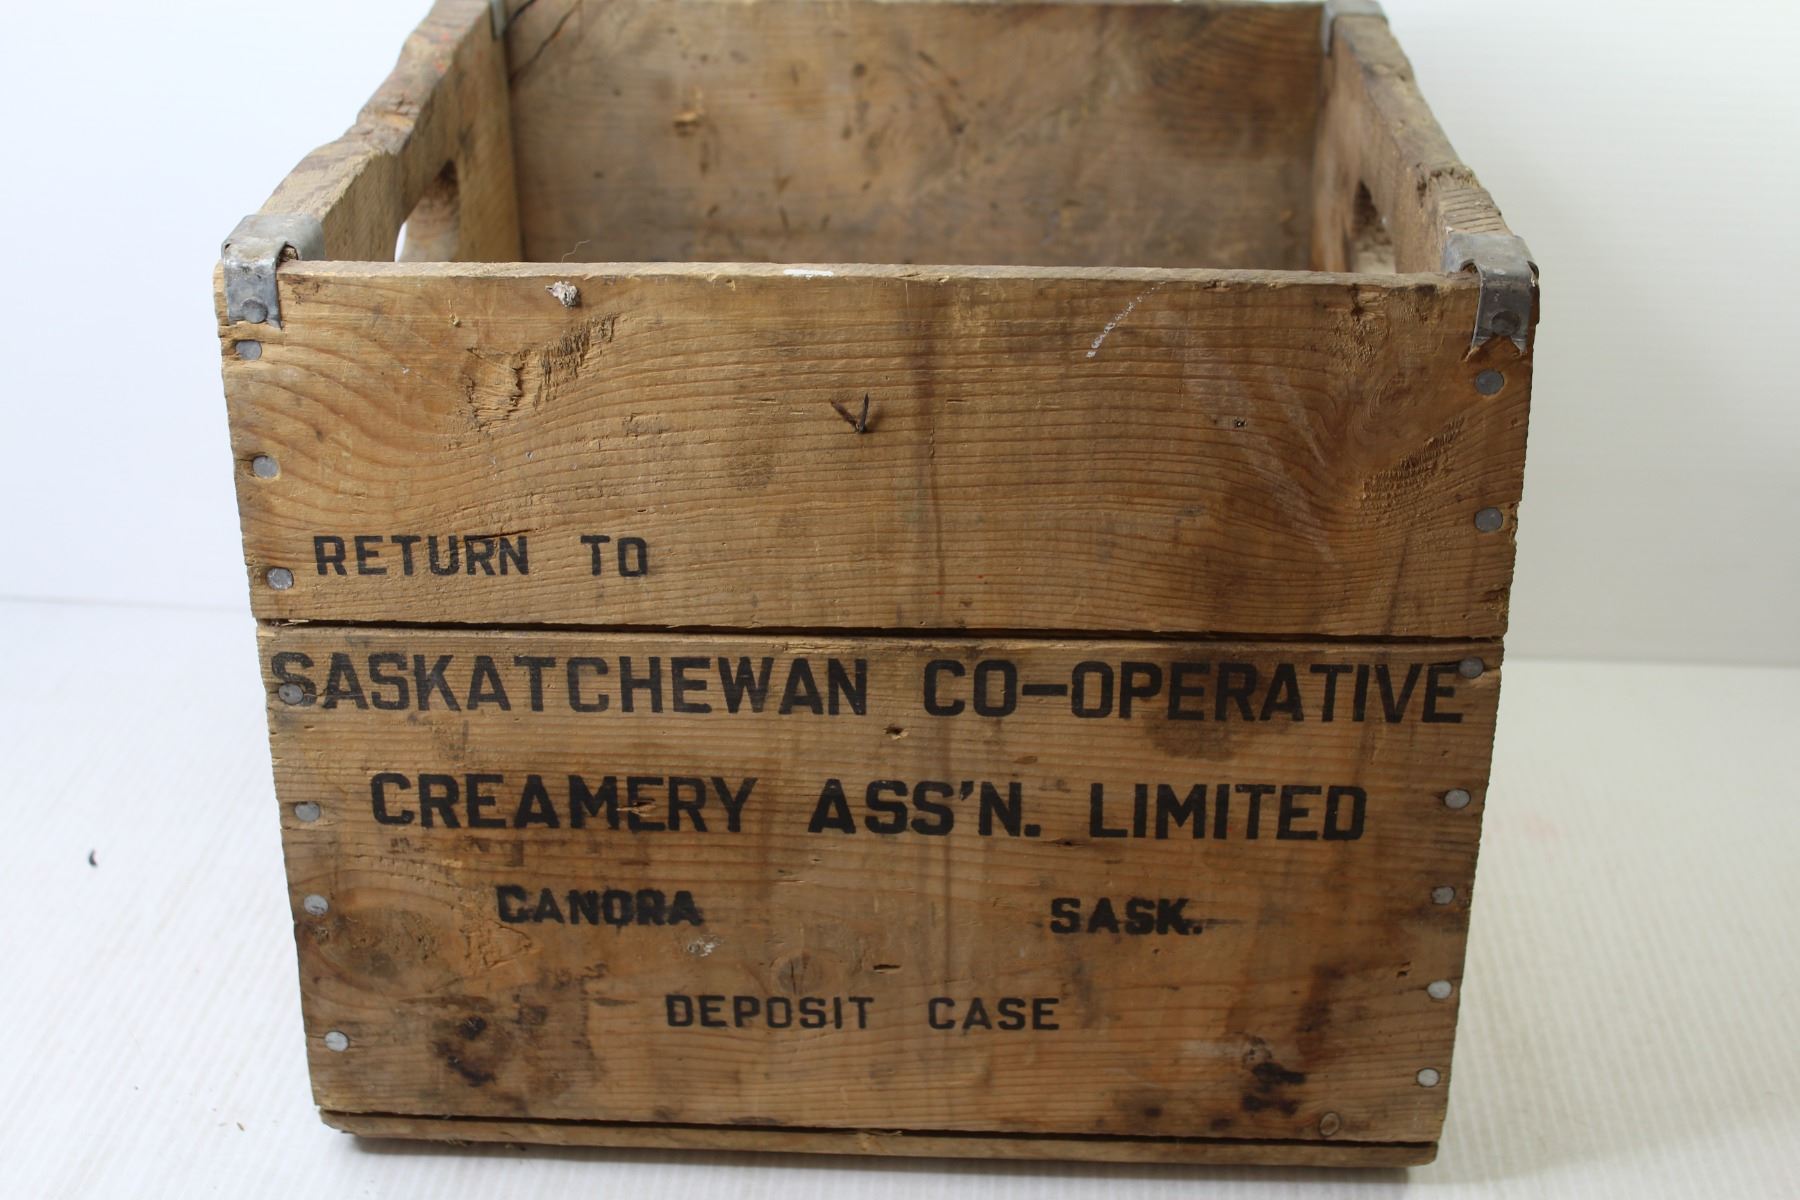 RETURN TO
SASKATCHEWAN CO-OPERATIVE
CREAMERY ASS'N. LIMITED
CANORA SASK.
DEPOSIT CASE